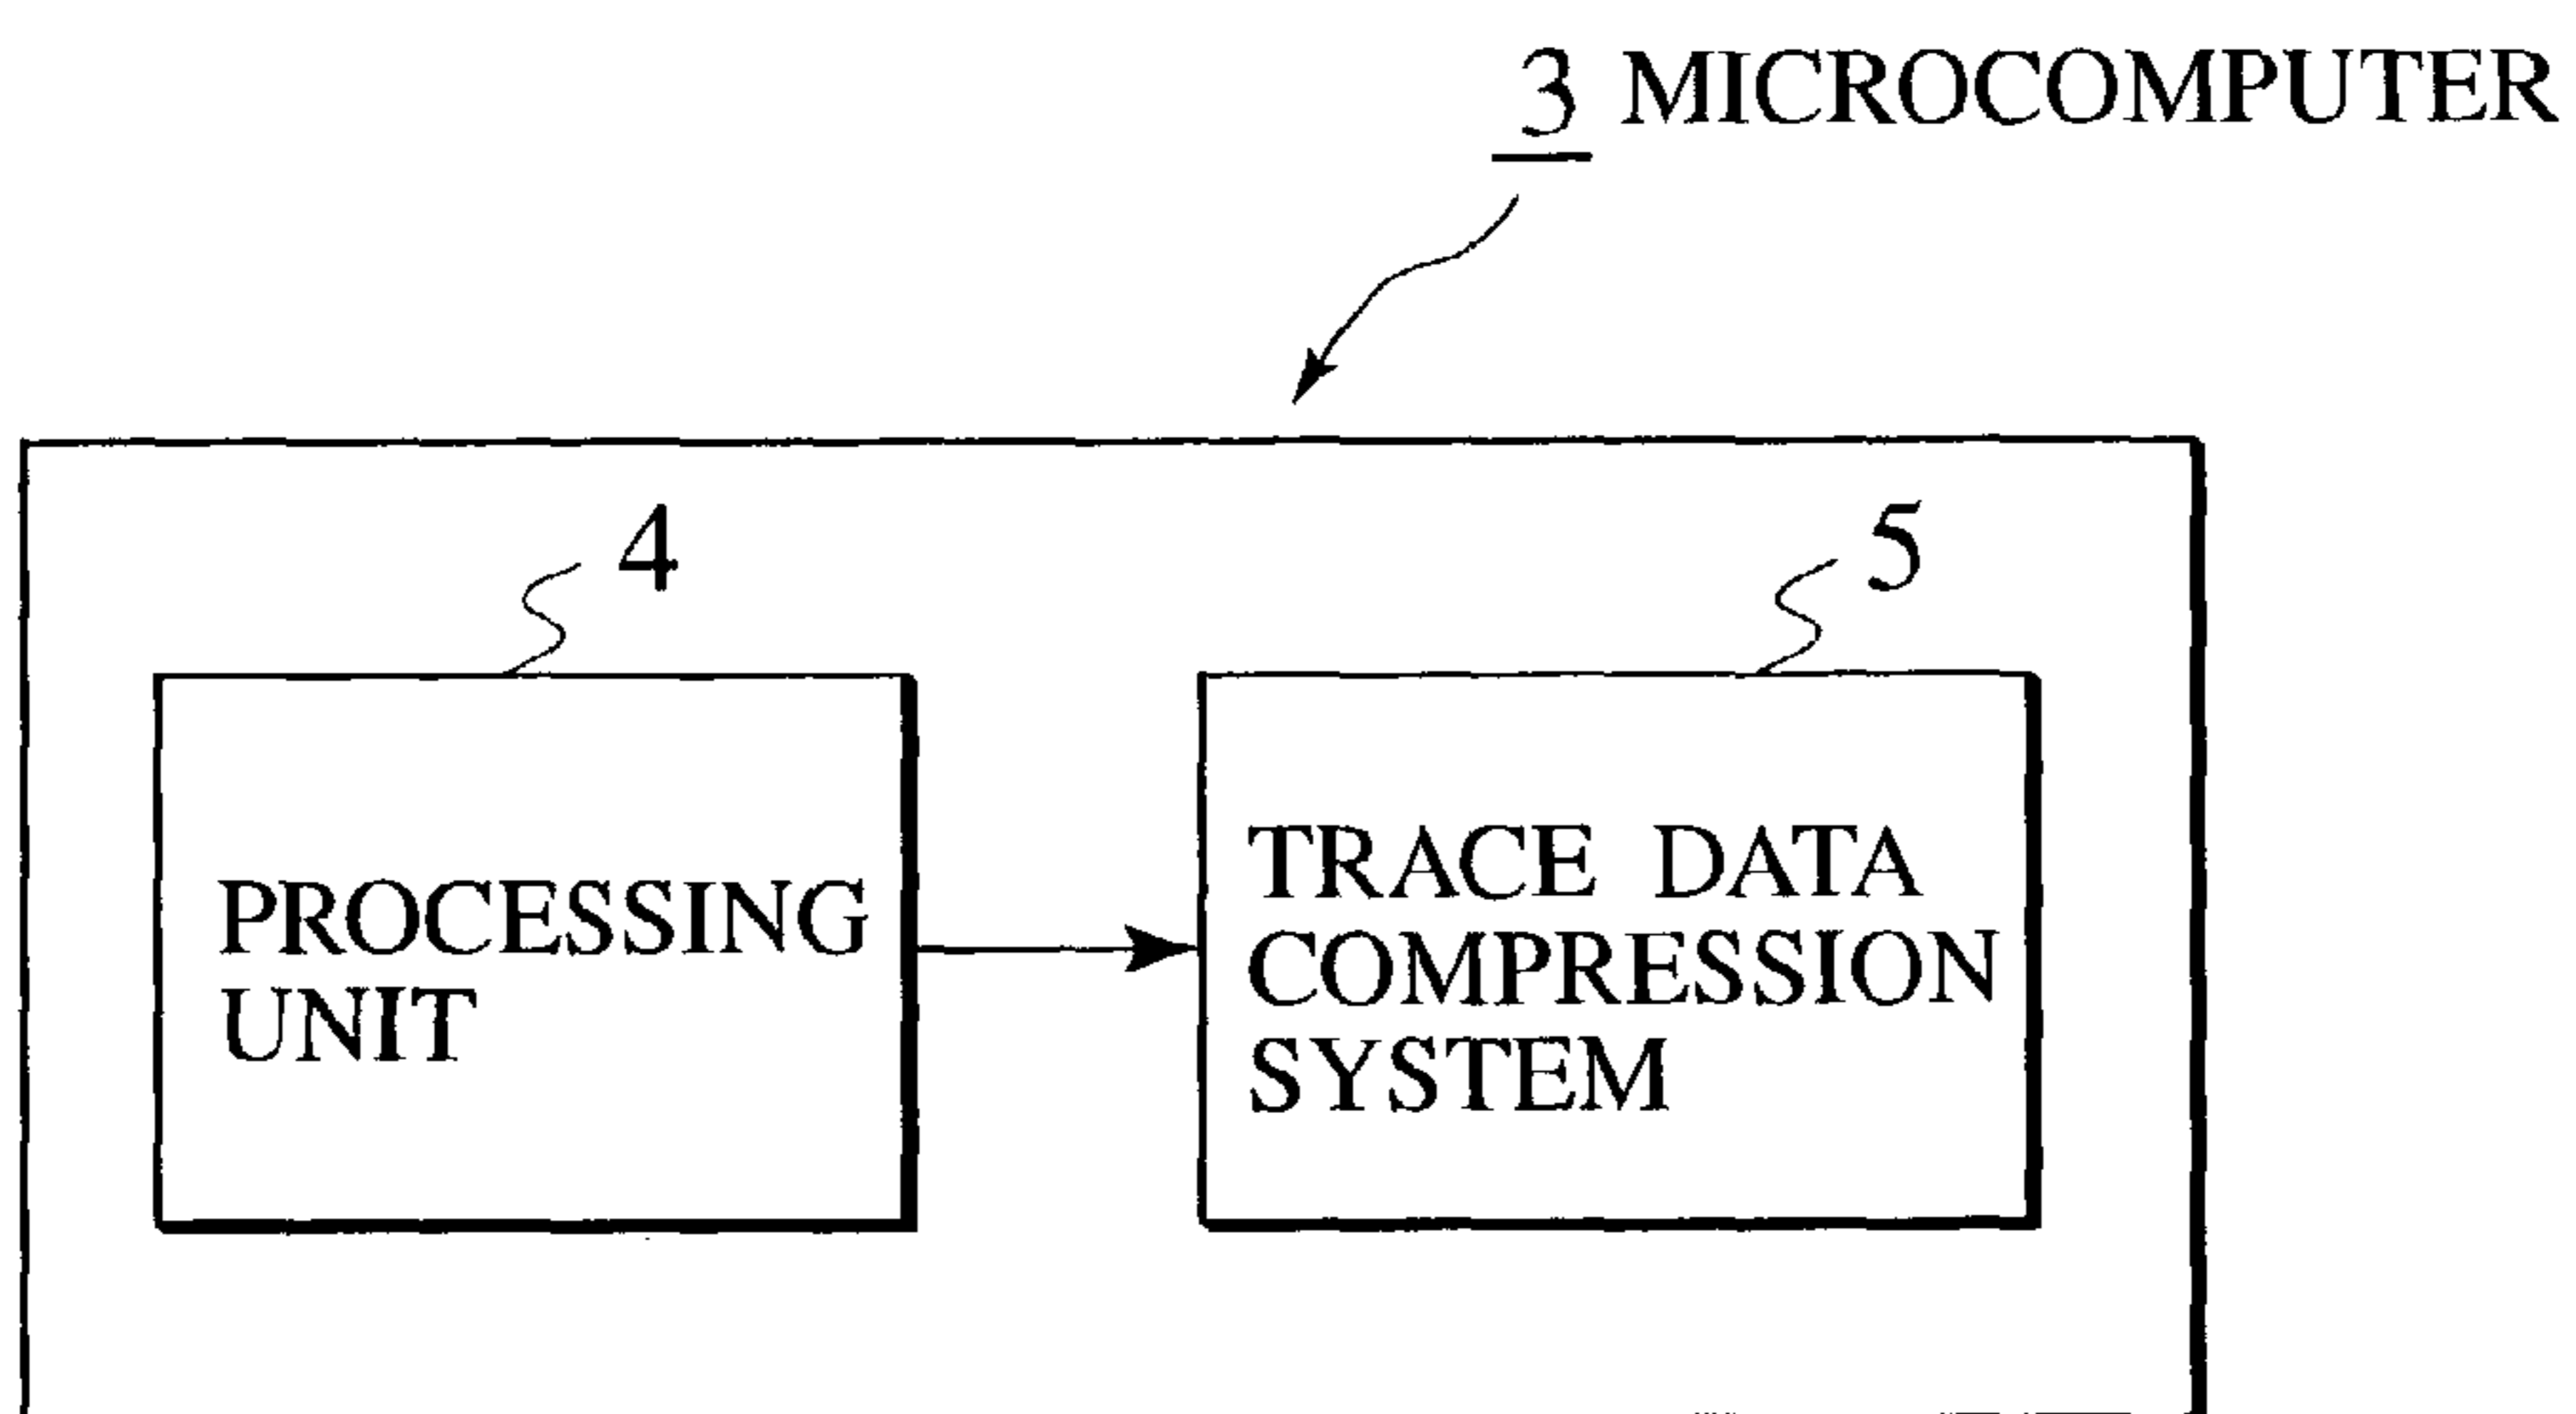 3 MICROCOMPUTER
4
5
PROCESSING
UNIT
TRACE DATA
COMPRESSION
SYSTEM